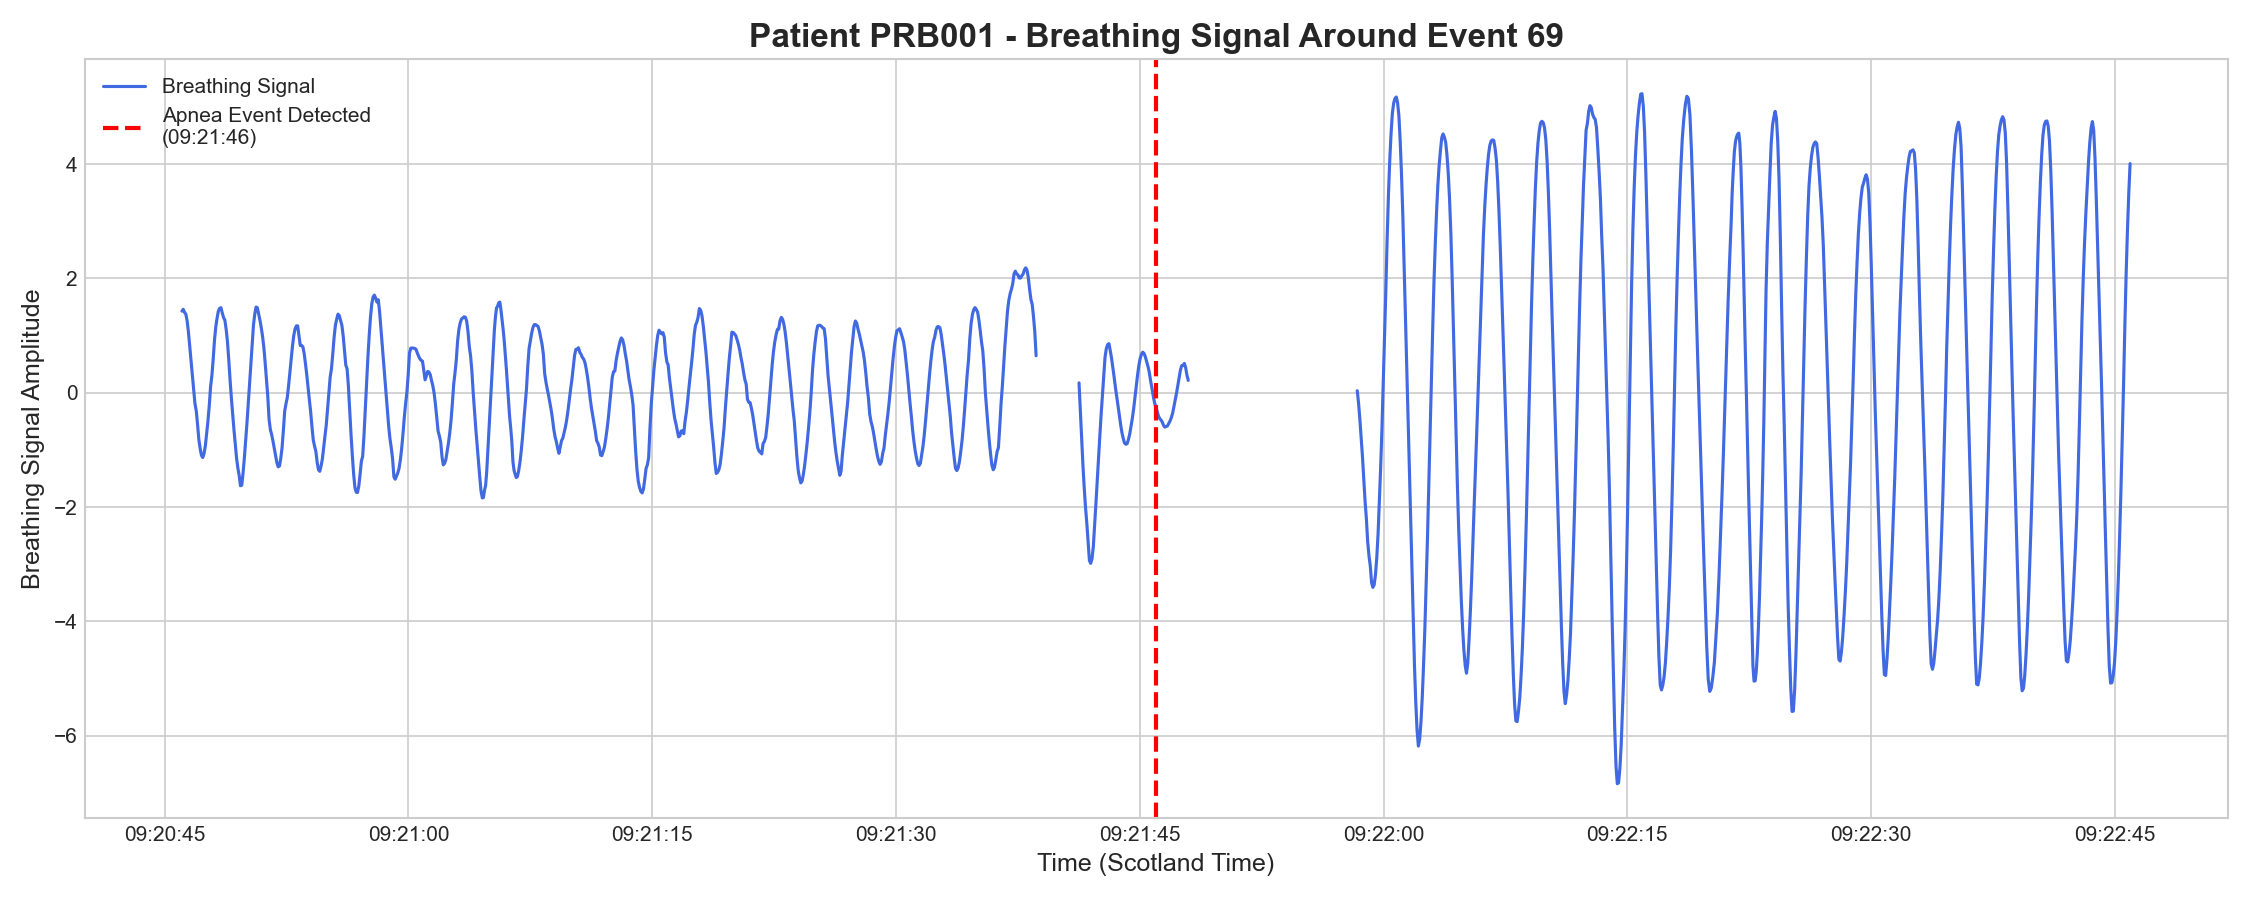 Patient PRB001 - Breathing Signal Around Event 69
Breathing Signal
Apnea Event Detected
(09:21:46)
Breathing Signal Amplitude
4
2
0
−2
−4
−6
09:20:45 09:21:00 09:21:15 09:21:30 09:21:45 09:22:00 09:22:15 09:22:30 09:22:45
Time (Scotland Time)